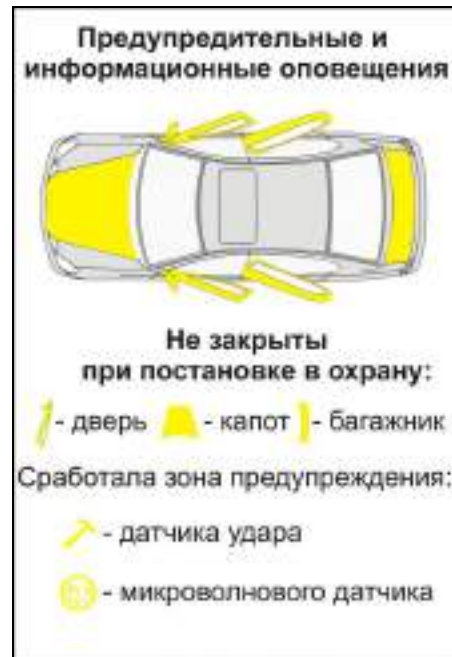 Предупредительные и
информационные оповещения
Не закрыты
при постановке в охрану:
- дверь - капот - багажник
Сработала зона предупреждения:
- датчика удара
- микроволнового датчика